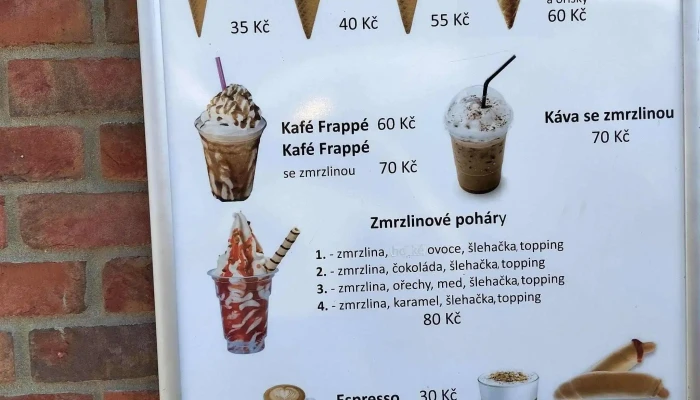 a oříšky
35 Kč 40 Kč 55 Kč 60 Kč
Kafé Frappé 60 Kč
Kafé Frappé
se zmrzlinou 70 Kč
Káva se zmrzlinou
70 Kč
Zmrzlinové poháry
1. - zmrzlina, ovoce, šlehačka, topping
2. - zmrzlina, čokoláda, šlehačka, topping
3. - zmrzlina, ořechy, med, šlehačka, topping
4. - zmrzlina, karamel, šlehačka, topping
80 Kč
Espresso 30 Kč